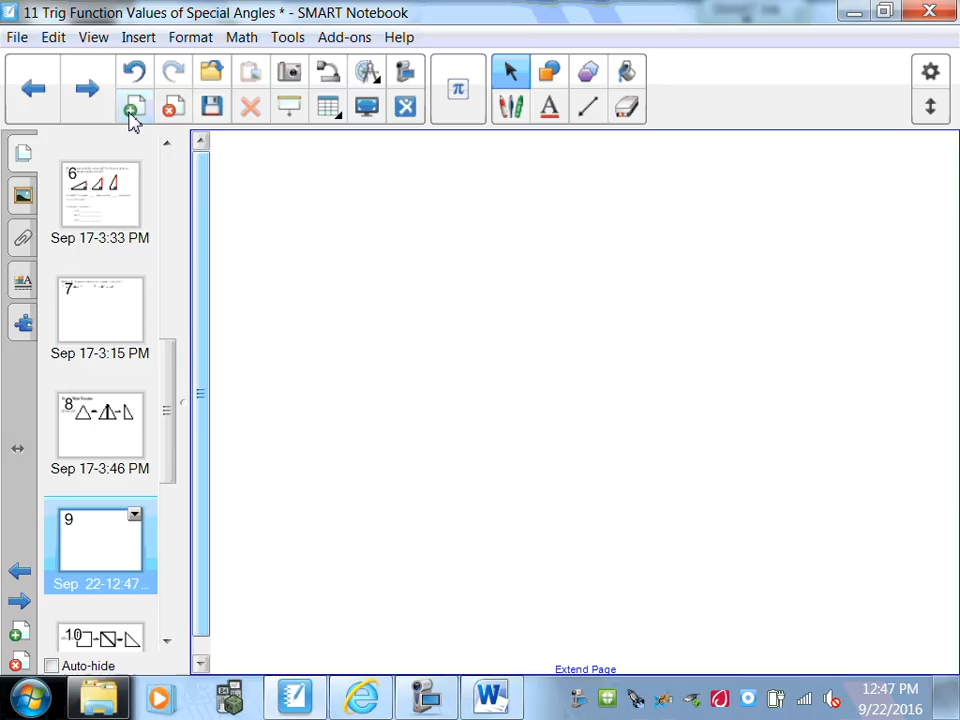 11 Trig Function Values of Special Angles * - SMART Notebook
File Edit View Insert Format Math Tools Add-ons Help
π
A
6
Sep 17-3:33 PM
7
Sep 17-3:15 PM
8
Sep 17-3:46 PM
9
Sep 22-12:47...
10
Auto-hide
Extend Page
12:47 PM
9/22/2016